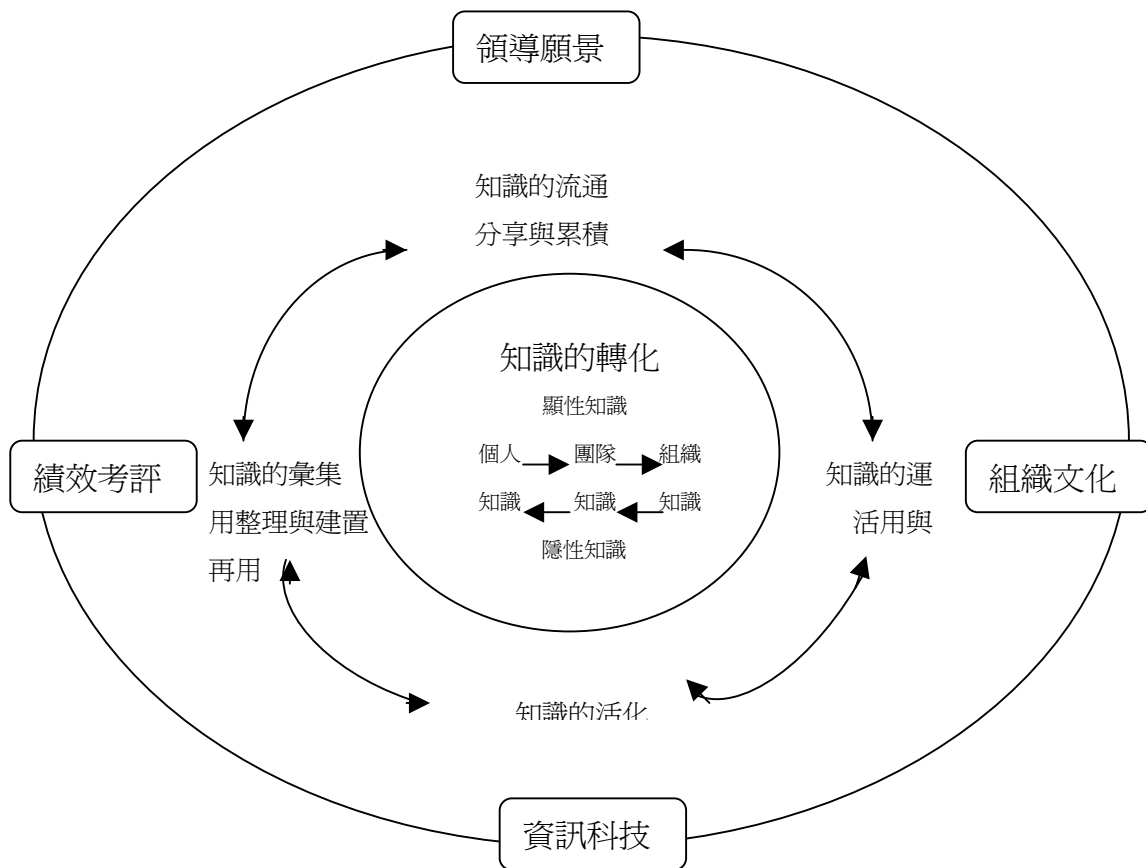 領導願景
知識的流通
分享與累積
知識的轉化
顯性知識
個人 團隊 組織
知識 知識 知識
隱性知識
績效考評
知識的彙集
用整理與建置
再用
知識的運
活用與
組織文化
知識的活化
資訊科技